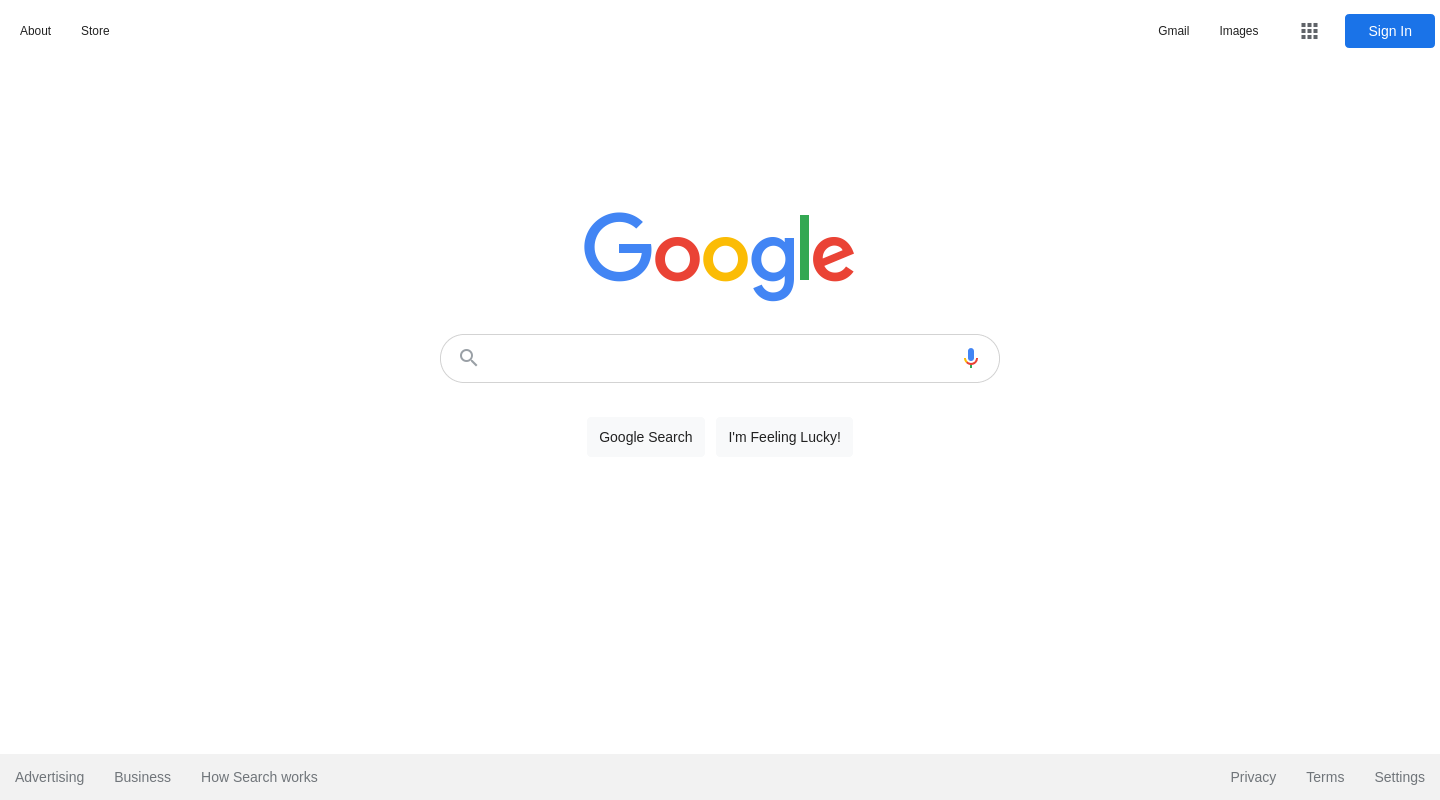 About Store Gmail Images Sign In
Google
Google Search I'm Feeling Lucky!
Advertising Business How Search works Privacy Terms Settings